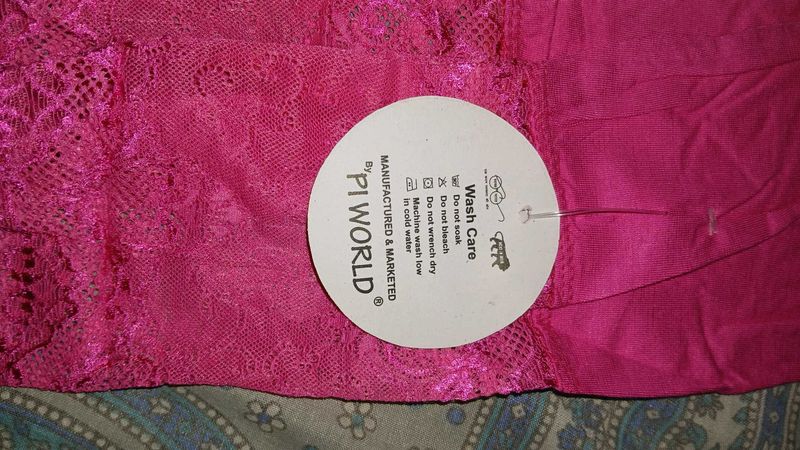 Wash Care
Do not soak
Do not bleach
Do not wrench dry
Machine wash low
in cold water
MANUFACTURED & MARKETED
By
PI WORLD ®